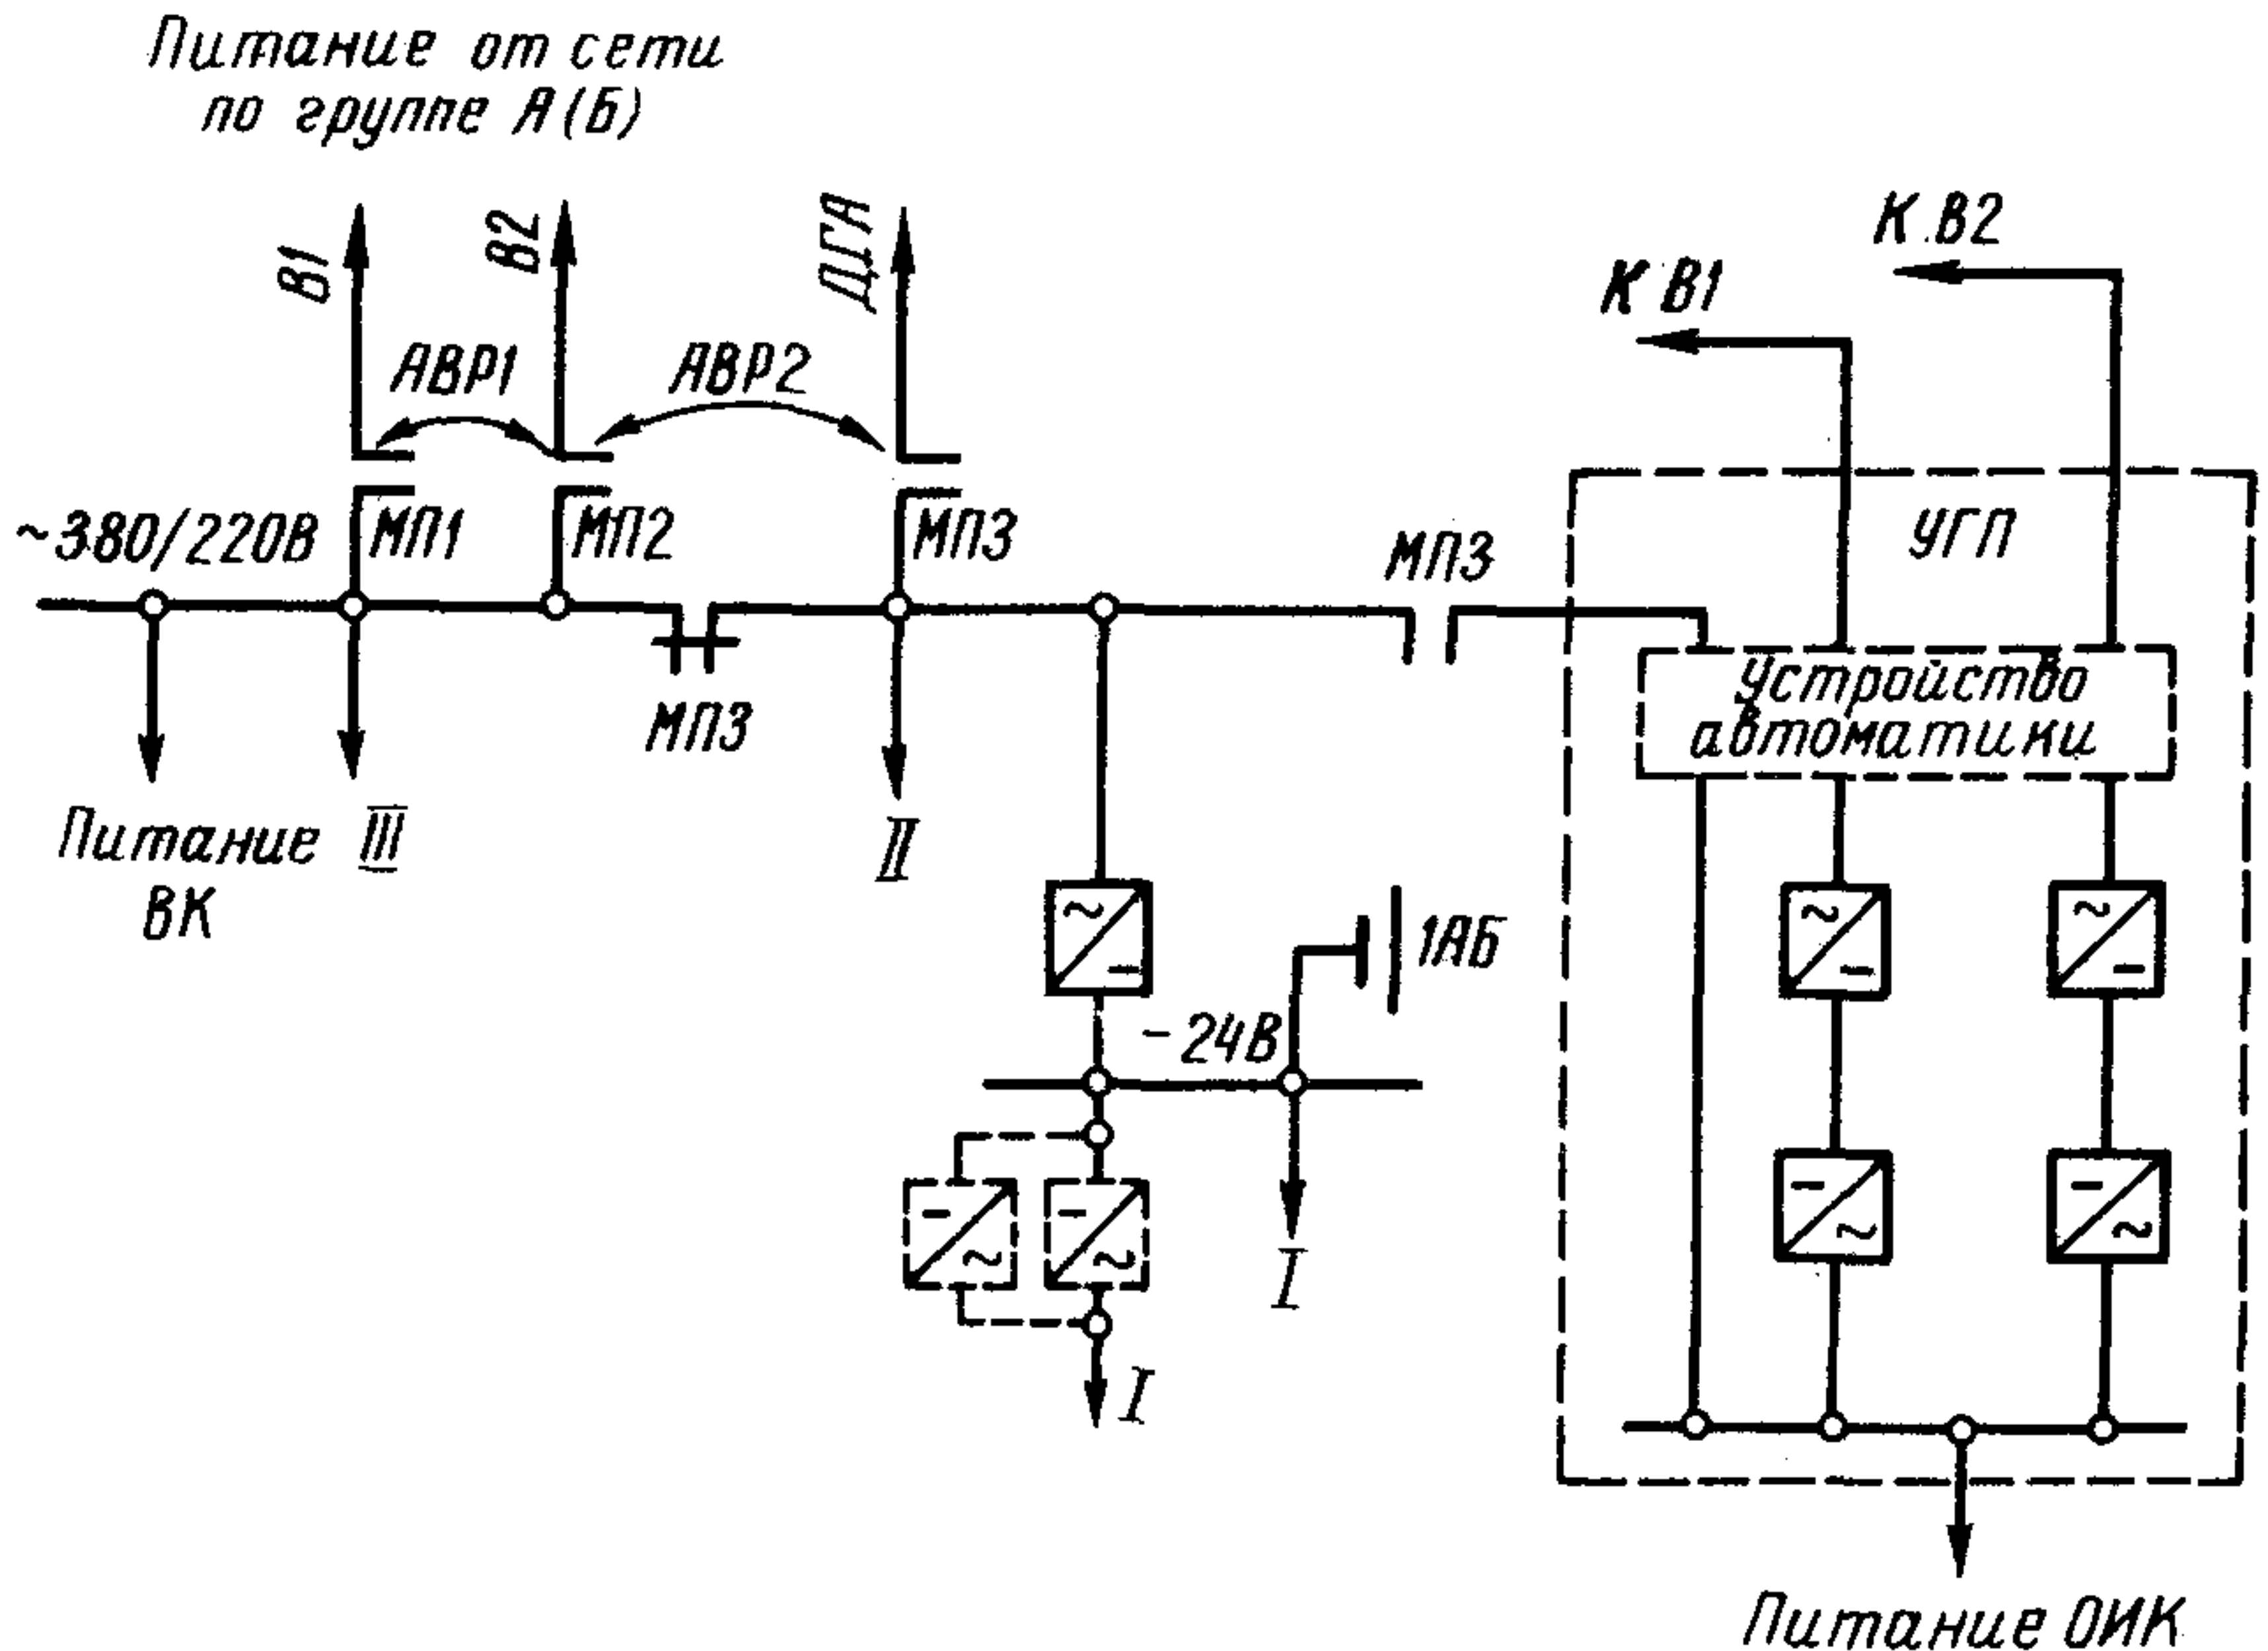 Питание от сети
по группе А(Б)
В1
В2
ДГА
К В2
К В1
АВР1
АВР2
~380/220В
МП1
МП2
МП3
МП3
УГП
МП3
Устройство
автоматики
Питание
ВК
III
II
~
-
1АБ
~
-
~
-
-24В
-
~
-
~
-
~
-
~
I
I
Питание ОИК